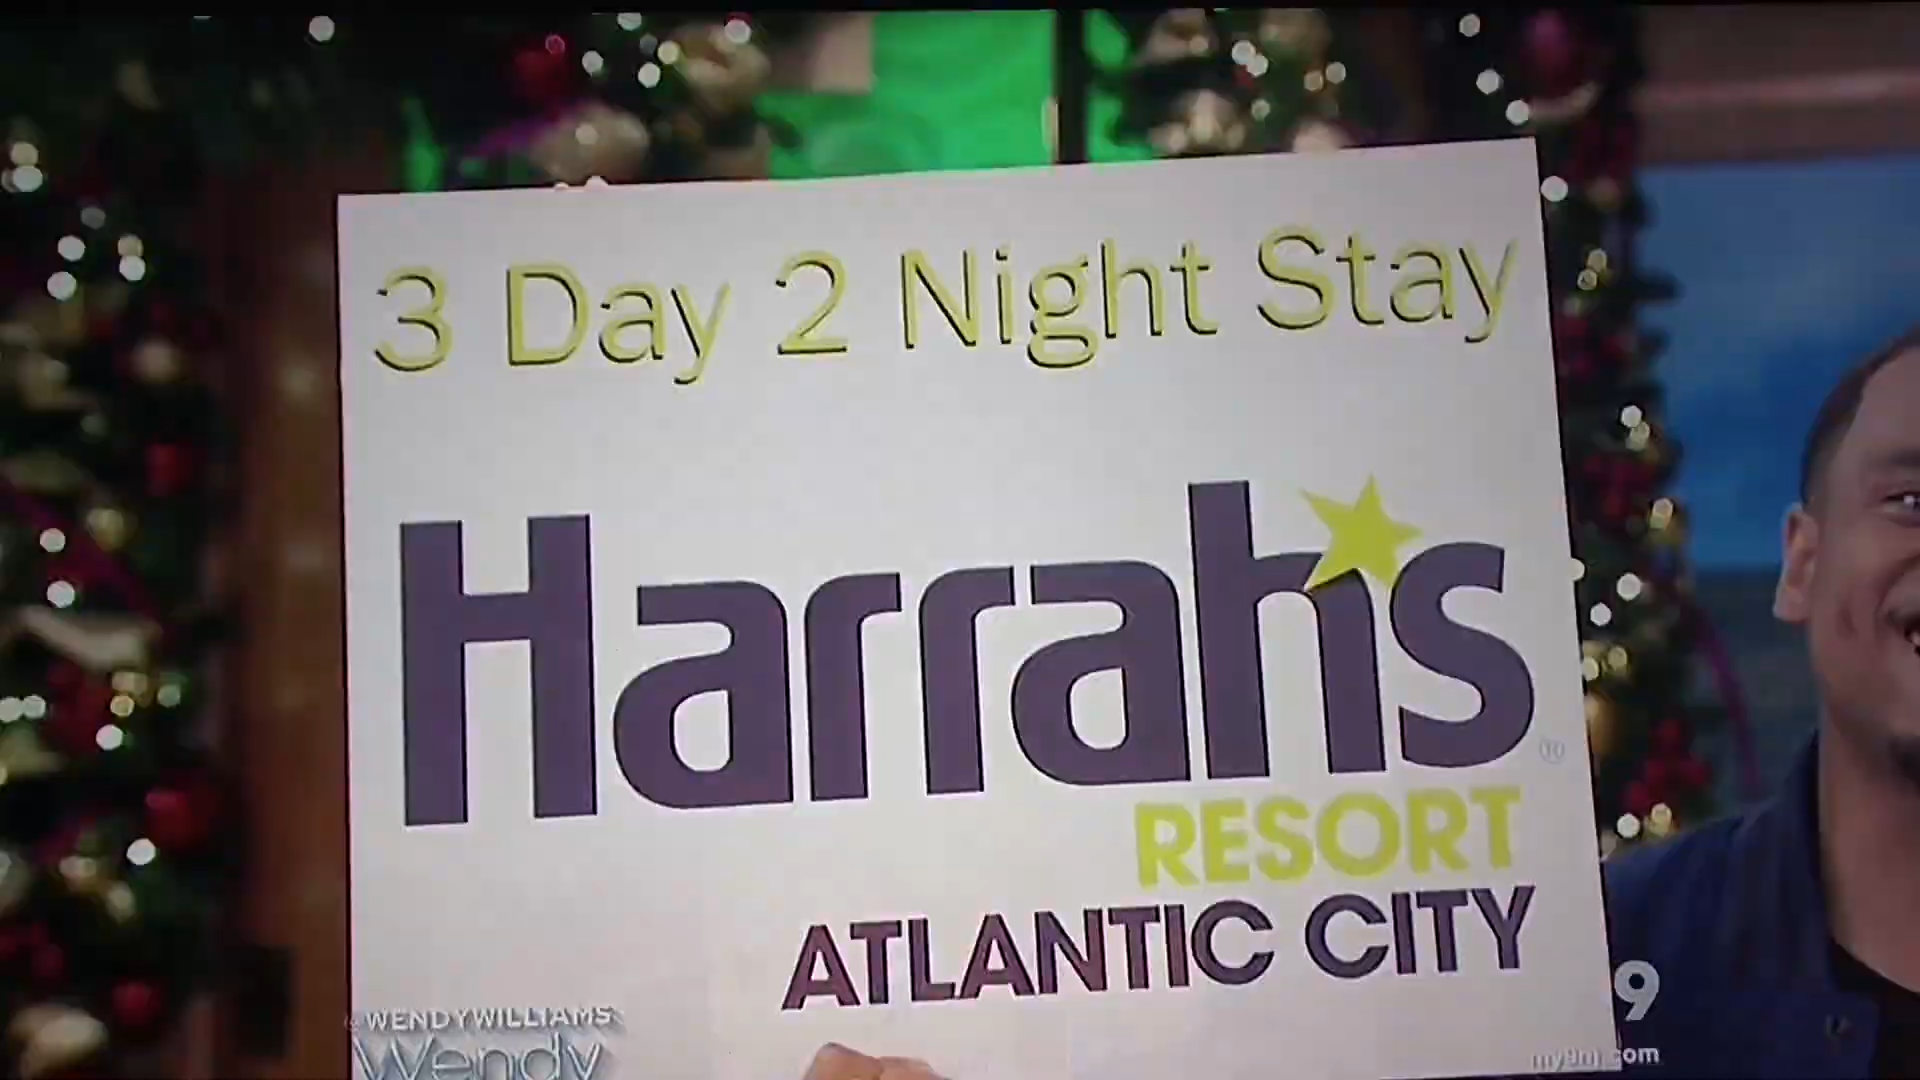 3 Day 2 Night Stay
Harrah's
RESORT
ATLANTIC CITY
@WENDYWILLIAMS
Wendy
9
my9nj.com